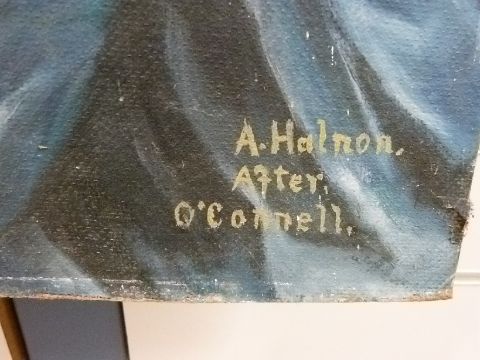 A. Halnon.
After.
O'Connell.